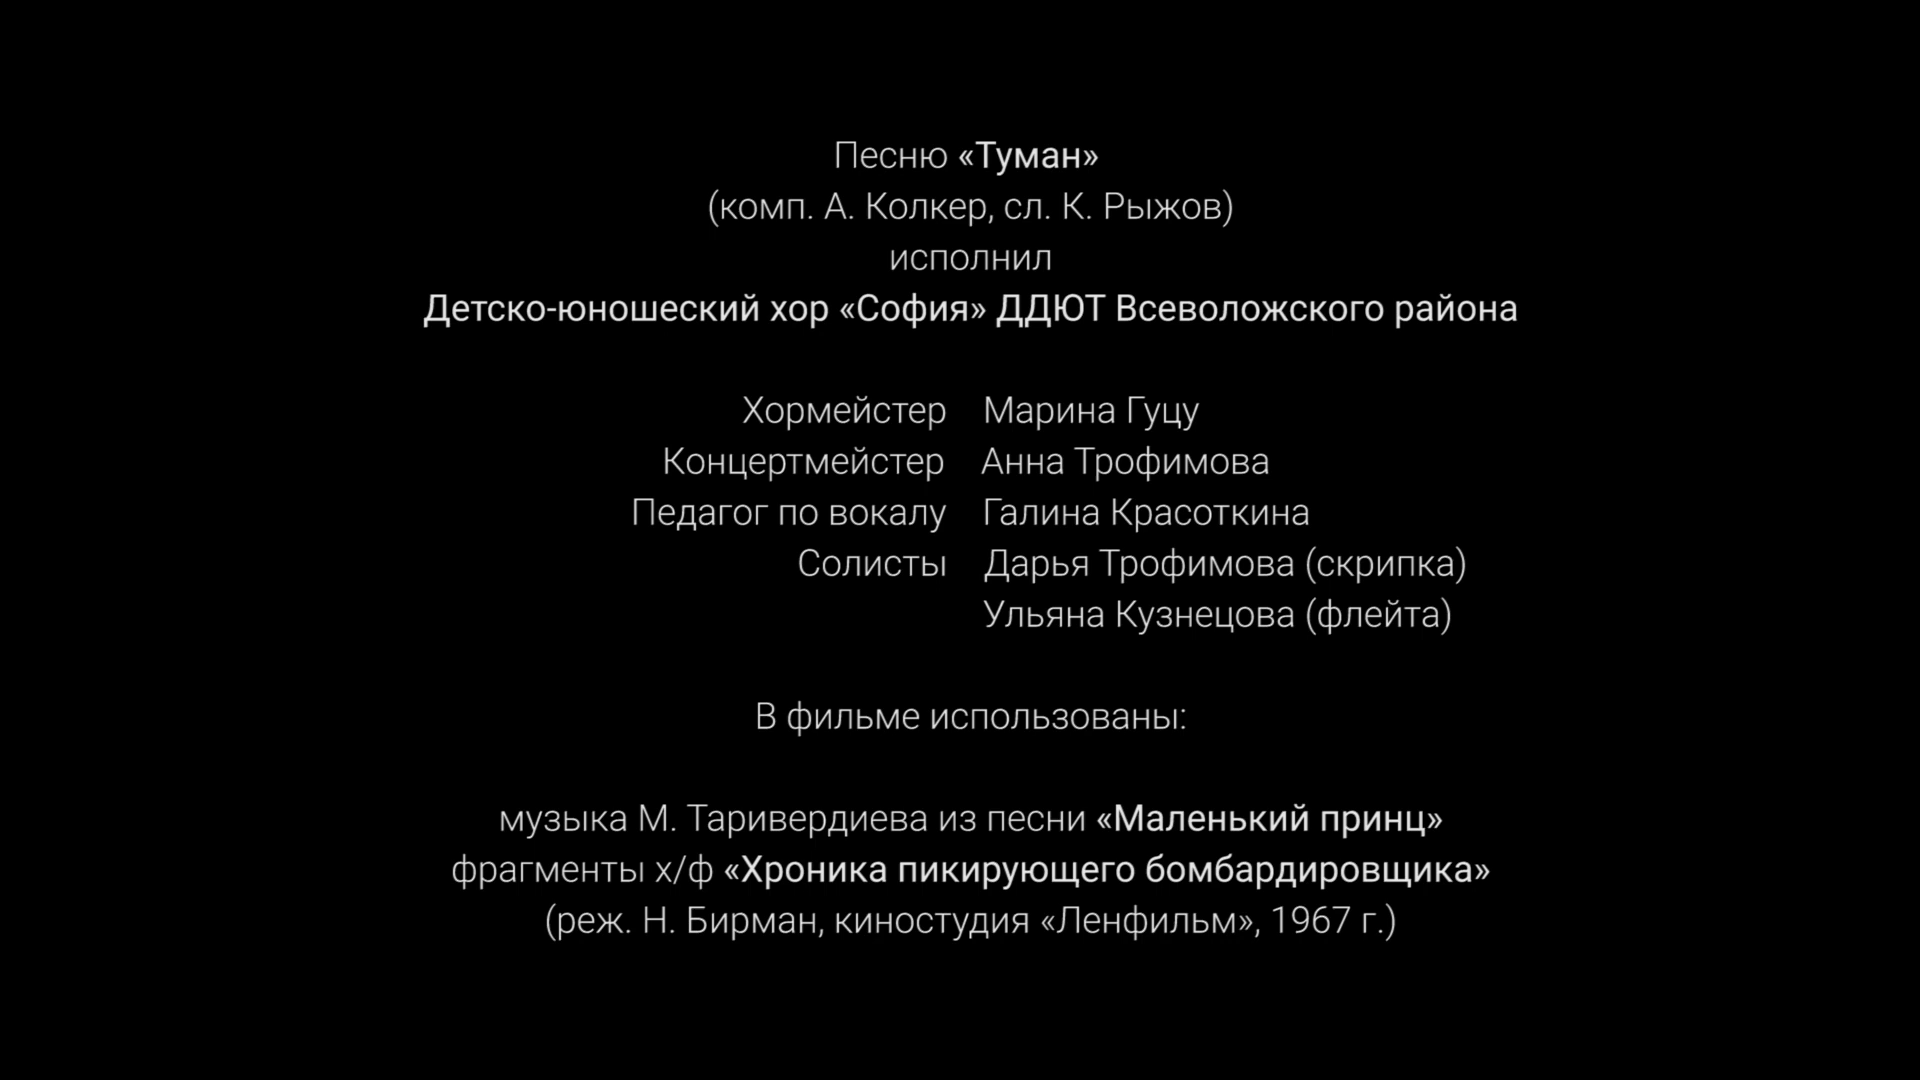 Песню «Туман»
(комп. А. Колкер, сл. К. Рыжов)
исполнил
Детско-юношеский хор «София» ДДЮТ Всеволожского района
Хормейстер Марина Гуцу
Концертмейстер Анна Трофимова
Педагог по вокалу Галина Красоткина
Солисты Дарья Трофимова (скрипка)
Ульяна Кузнецова (флейта)
В фильме использованы:
музыка М. Таривердиева из песни «Маленький принц»
фрагменты х/ф «Хроника пикирующего бомбардировщика»
(реж. Н. Бирман, киностудия «Ленфильм», 1967 г.)